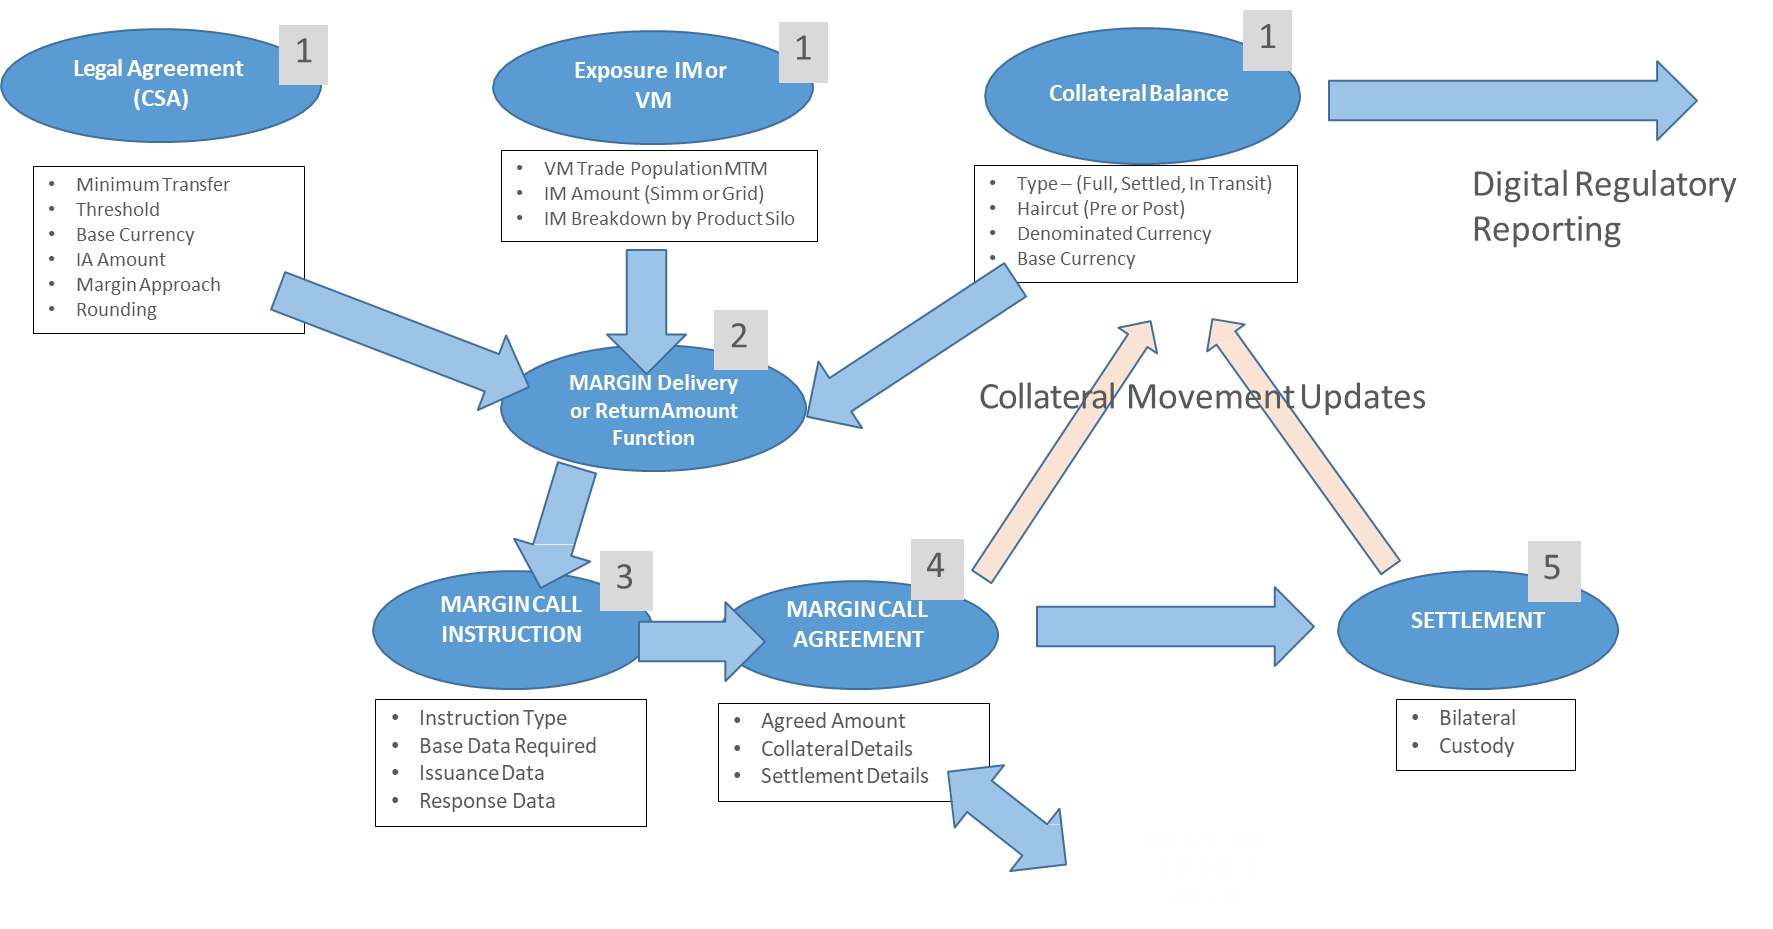 1
Legal Agreement
(CSA)
• Minimum Transfer
• Threshold
• Base Currency
• IA Amount
• Margin Approach
• Rounding
1
Exposure IM or
VM
• VM Trade Population MTM
• IM Amount (Simm or Grid)
• IM Breakdown by Product Silo
1
Collateral Balance
• Type – (Full, Settled, In Transit)
• Haircut (Pre or Post)
• Denominated Currency
• Base Currency
Digital Regulatory
Reporting
2
MARGIN Delivery
or Return Amount
Function
Collateral Movement Updates
3
MARGIN CALL
INSTRUCTION
• Instruction Type
• Base Data Required
• Issuance Data
• Response Data
4
MARGIN CALL
AGREEMENT
• Agreed Amount
• Collateral Details
• Settlement Details
5
SETTLEMENT
• Bilateral
• Custody